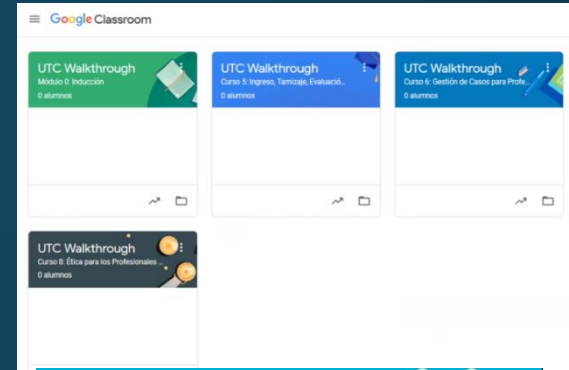 Google Classroom
UTC Walkthrough
Módulo 0: Inducción
0 alumnos
UTC Walkthrough
Curso 5: Ingreso, Tamizaje, Evaluació...
0 alumnos
UTC Walkthrough
Curso 6: Gestión de Casos para Profe...
0 alumnos
UTC Walkthrough
Curso 8: Ética para los Profesionales ...
0 alumnos